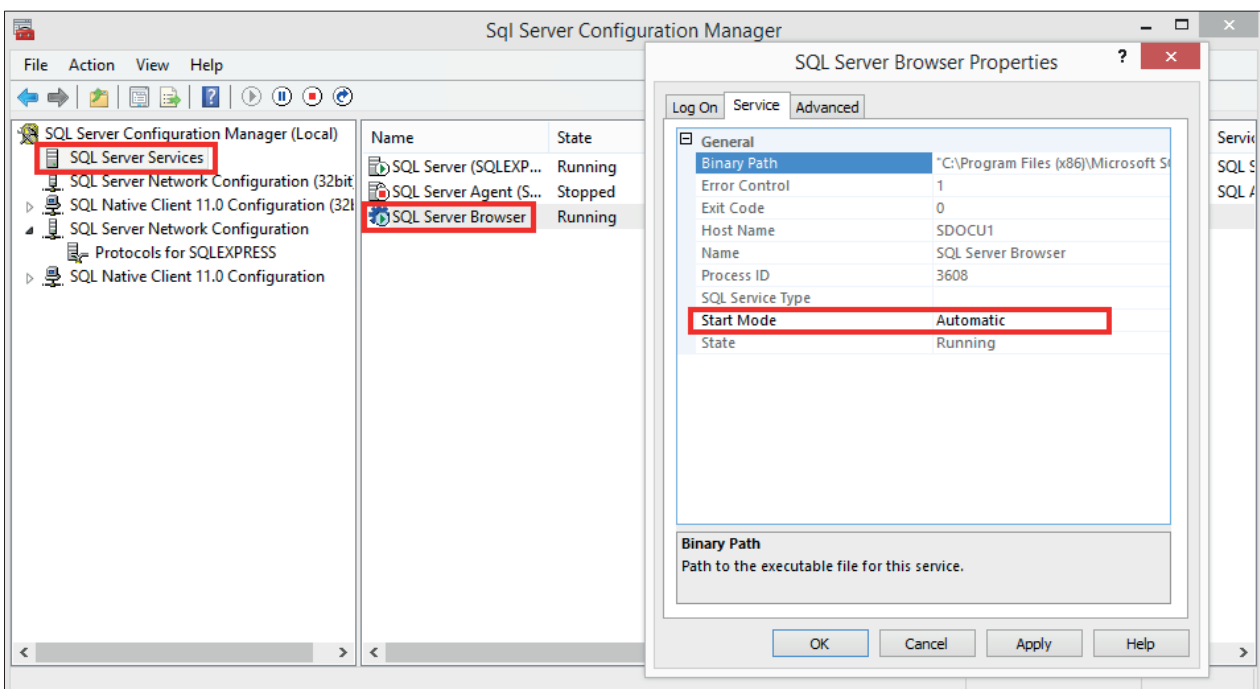 Sql Server Configuration Manager
File Action View Help
SQL Server Configuration Manager (Local)
SQL Server Services
SQL Server Network Configuration (32bit
SQL Native Client 11.0 Configuration (32
SQL Server Network Configuration
Protocols for SQLEXPRESS
SQL Native Client 11.0 Configuration
Name State
SQL Server (SQLEXP... Running
SQL Server Agent (S... Stopped
SQL Server Browser Running
SQL Server Browser Properties
?
Log On Service Advanced
General
Binary Path "C:\Program Files (x86)\Microsoft S
Error Control 1
Exit Code 0
Host Name SDOCU1
Name SQL Server Browser
Process ID 3608
SQL Service Type
Start Mode Automatic
State Running
Binary Path
Path to the executable file for this service.
OK Cancel Apply Help
Servic
SQL S
SQL A